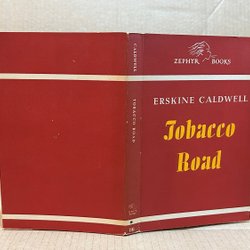 CALDWELL
TOBACCO ROAD
ZEPHYR BOOKS
ERSKINE CALDWELL
Tobacco
Road